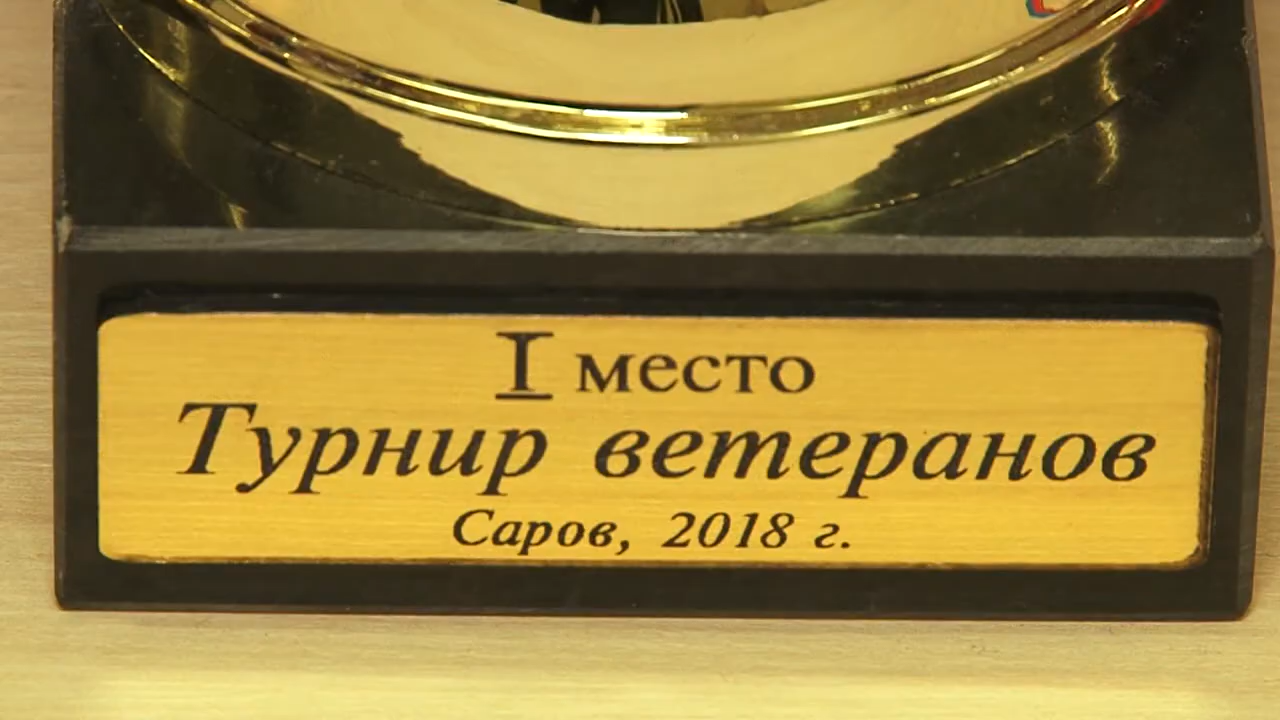 I место
Турнир ветеранов
Саров, 2018 г.